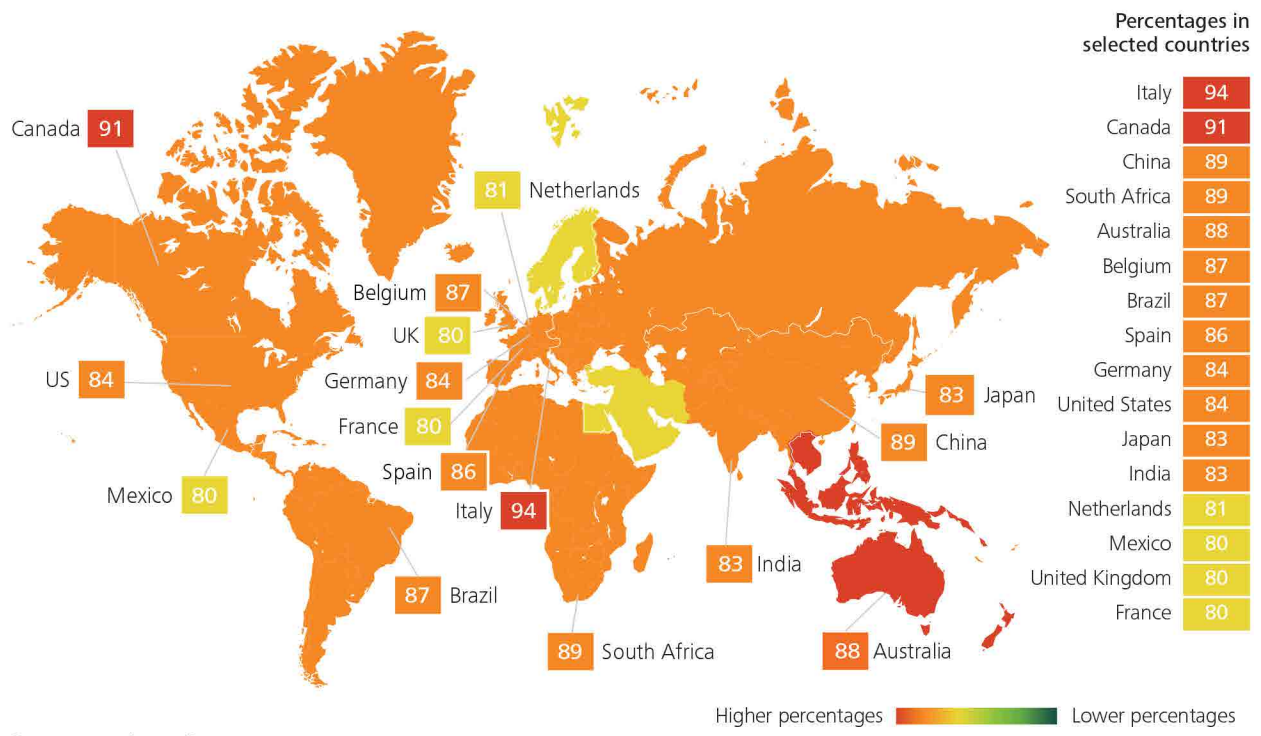 Percentages in
selected countries
Italy 94
Canada 91
China 89
South Africa 89
Australia 88
Belgium 87
Brazil 87
Spain 86
Germany 84
United States 84
Japan 83
India 83
Netherlands 81
Mexico 80
United Kingdom 80
France 80
Canada 91
81 Netherlands
Belgium 87
UK 80
US 84
Germany 84
83 Japan
France 80
89 China
Spain 86
Mexico 80
Italy 94
83 India
87 Brazil
89 South Africa
88 Australia
Higher percentages Lower percentages